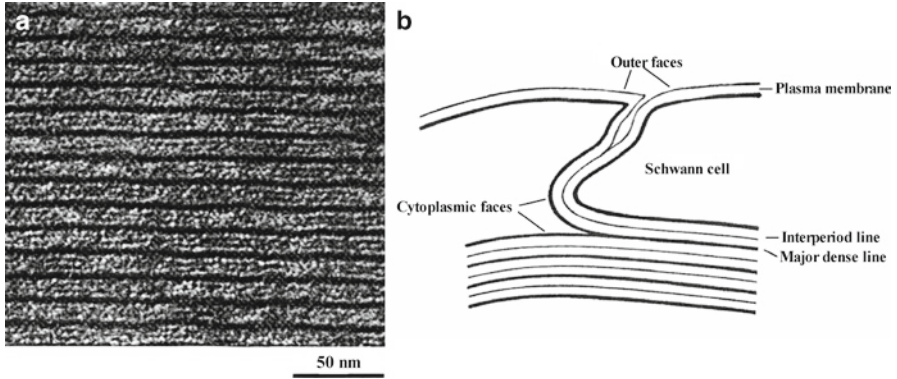 a
50 nm
b
Outer faces
Plasma membrane
Schwann cell
Cytoplasmic faces
Interperiod line
Major dense line